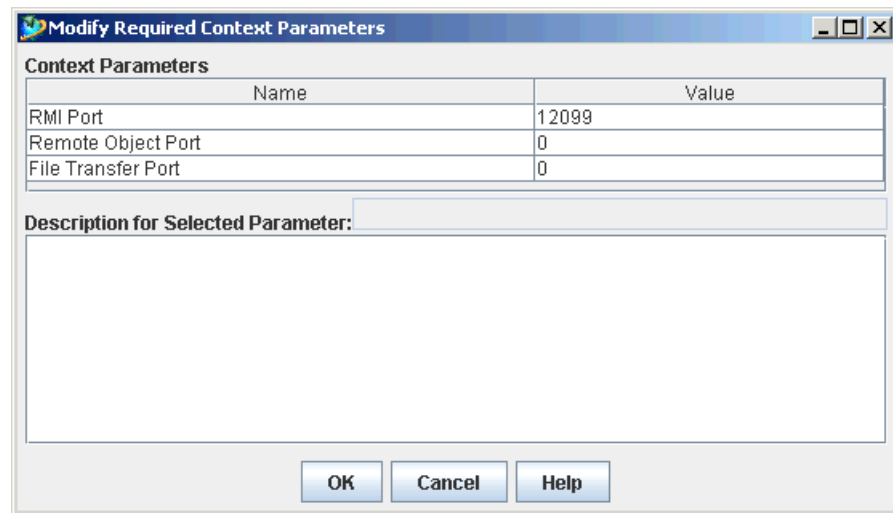 Modify Required Context Parameters
Context Parameters
Name Value
RMI Port 12099
Remote Object Port 0
File Transfer Port 0
Description for Selected Parameter:
OK Cancel Help